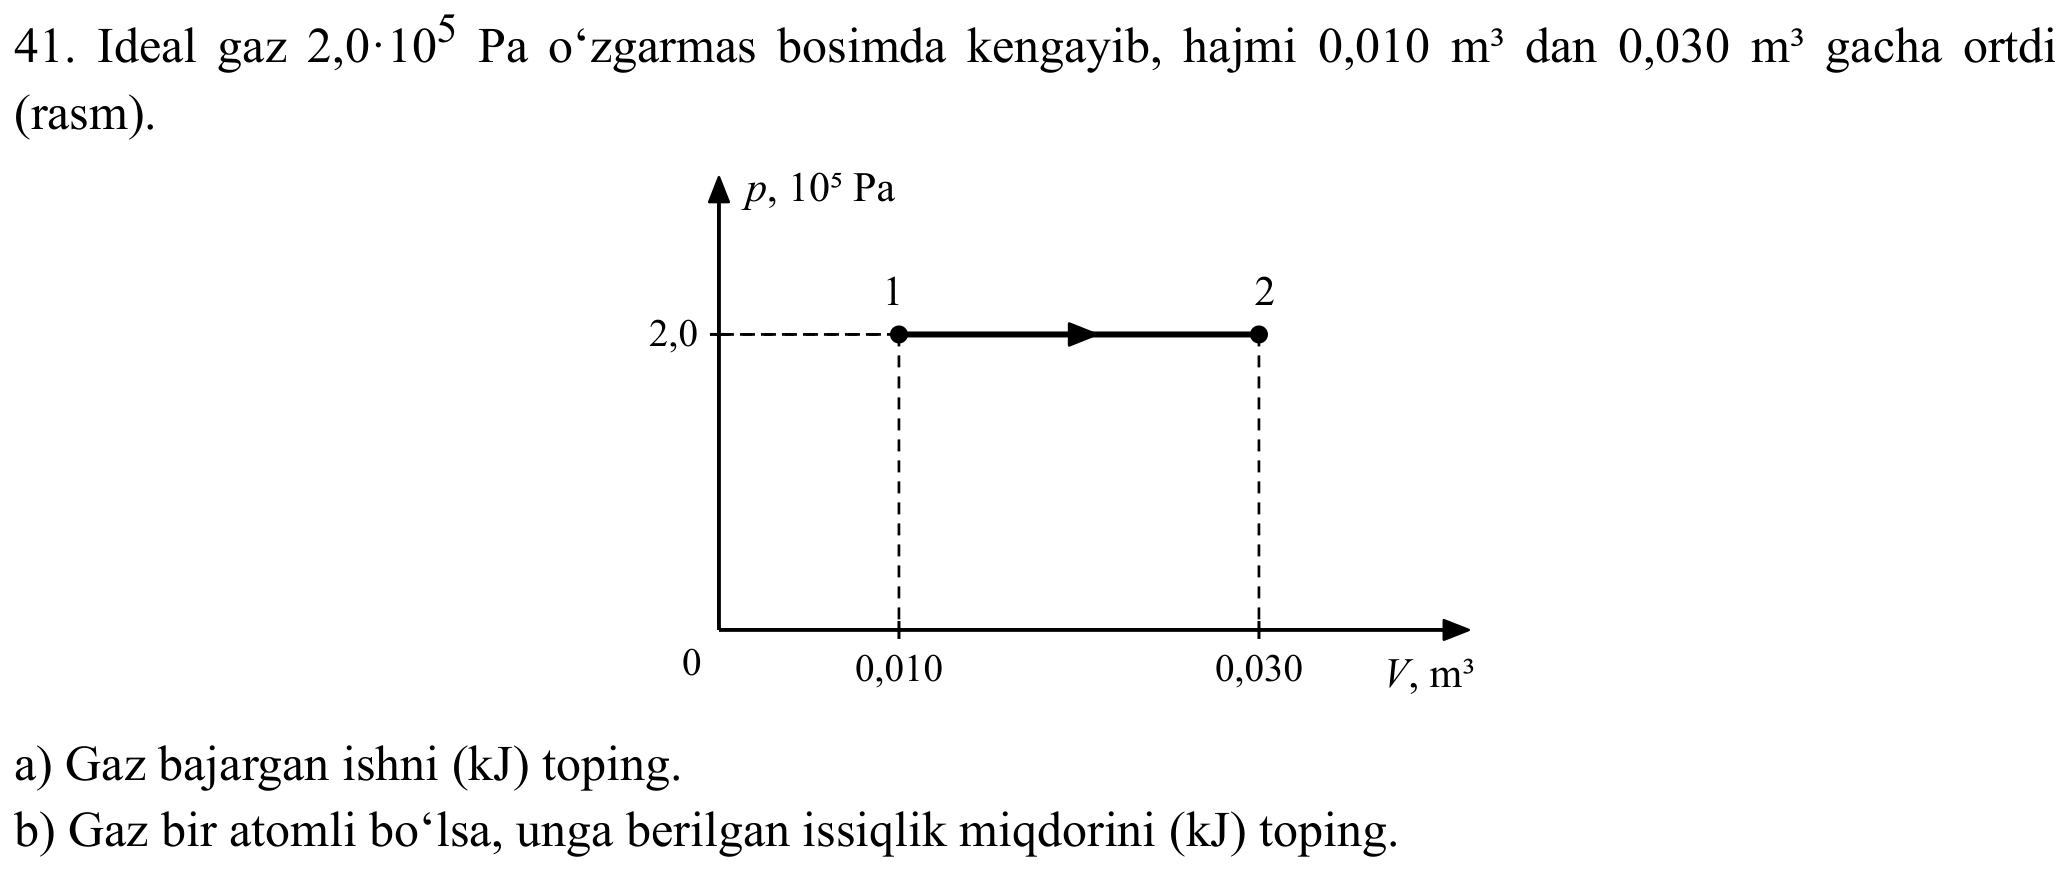 41. Ideal gaz 2,0·10⁵ Pa o‘zgarmas bosimda kengayib, hajmi 0,010 m³ dan 0,030 m³ gacha ortdi
(rasm).
p, 10⁵ Pa
1
2
2,0
0
0,010
0,030
V, m³
a) Gaz bajargan ishni (kJ) toping.
b) Gaz bir atomli bo‘lsa, unga berilgan issiqlik miqdorini (kJ) toping.